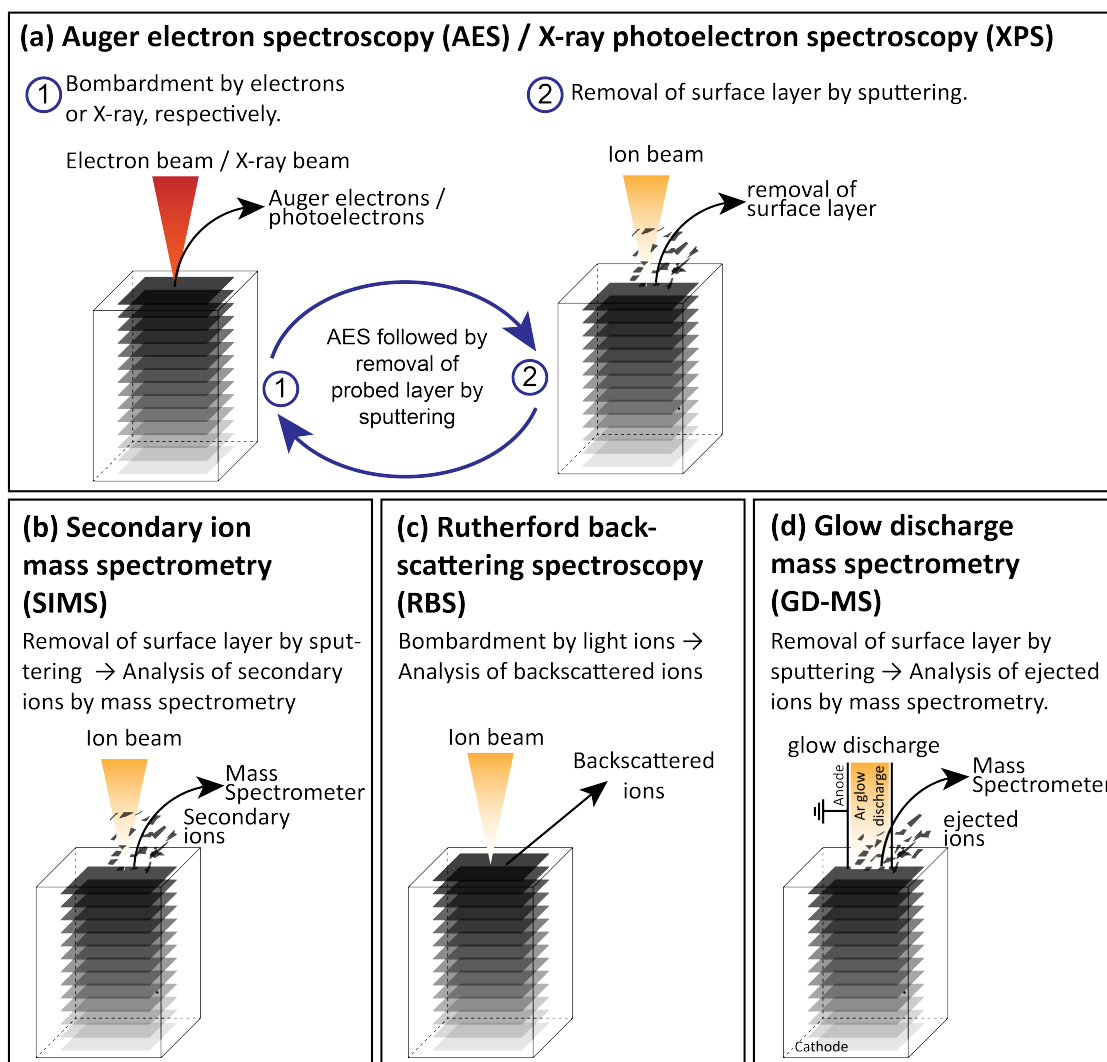 (a) Auger electron spectroscopy (AES) / X-ray photoelectron spectroscopy (XPS)
1
Bombardment by electrons
or X-ray, respectively.
Electron beam / X-ray beam
Auger electrons /
photoelectrons
2
Removal of surface layer by sputtering.
Ion beam
removal of
surface layer
AES followed by
removal of
probed layer by
sputtering
1
2
(b) Secondary ion
mass spectrometry
(SIMS)
Removal of surface layer by sput-
tering → Analysis of secondary
ions by mass spectrometry
Ion beam
Mass
Spectrometer
Secondary
ions
(c) Rutherford back-
scattering spectroscopy
(RBS)
Bombardment by light ions →
Analysis of backscattered ions
Ion beam
Backscattered
ions
(d) Glow discharge
mass spectrometry
(GD-MS)
Removal of surface layer by
sputtering → Analysis of ejected
ions by mass spectrometry.
glow discharge
Anode
Ar glow
discharge
Mass
Spectrometer
ejected
ions
Cathode